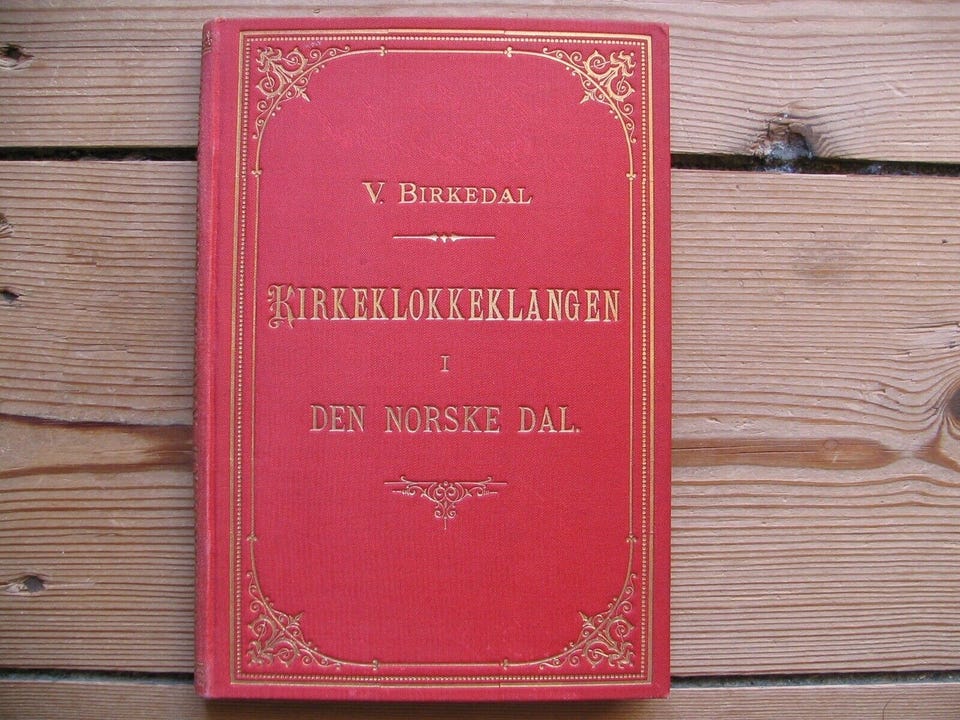 V. BIRKEDAL
KIRKEKLOKKEKLANGEN
I
DEN NORSKE DAL.